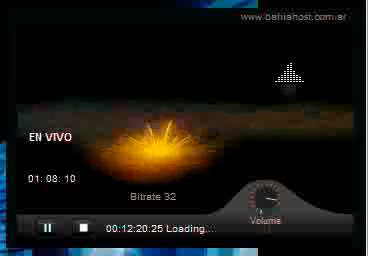 www.bahiahost.com.ar
EN VIVO
01: 08: 10
Bitrate 32
Volume
00:12:20:25 Loading...